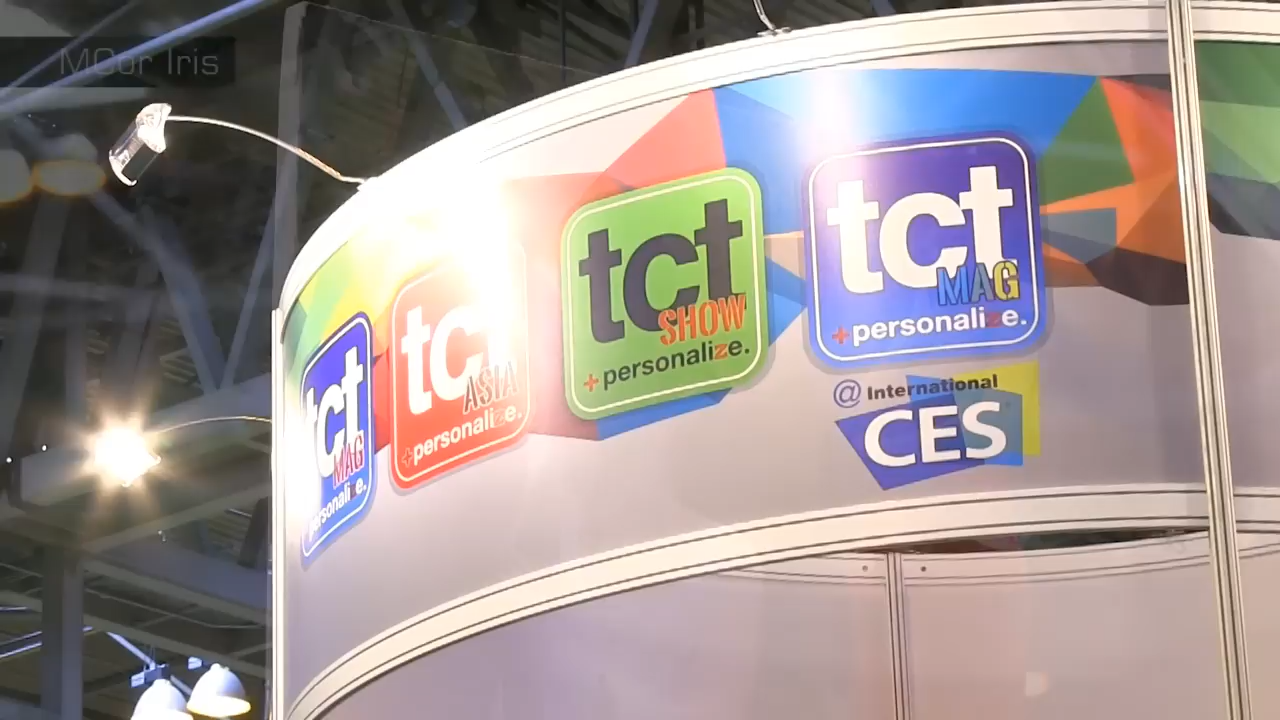 MCor Iris
tct
MAG
personalize.
tct
ASIA
+personalize.
tct
SHOW
+personalize.
tct
MAG
+personalize.
@ International
CES